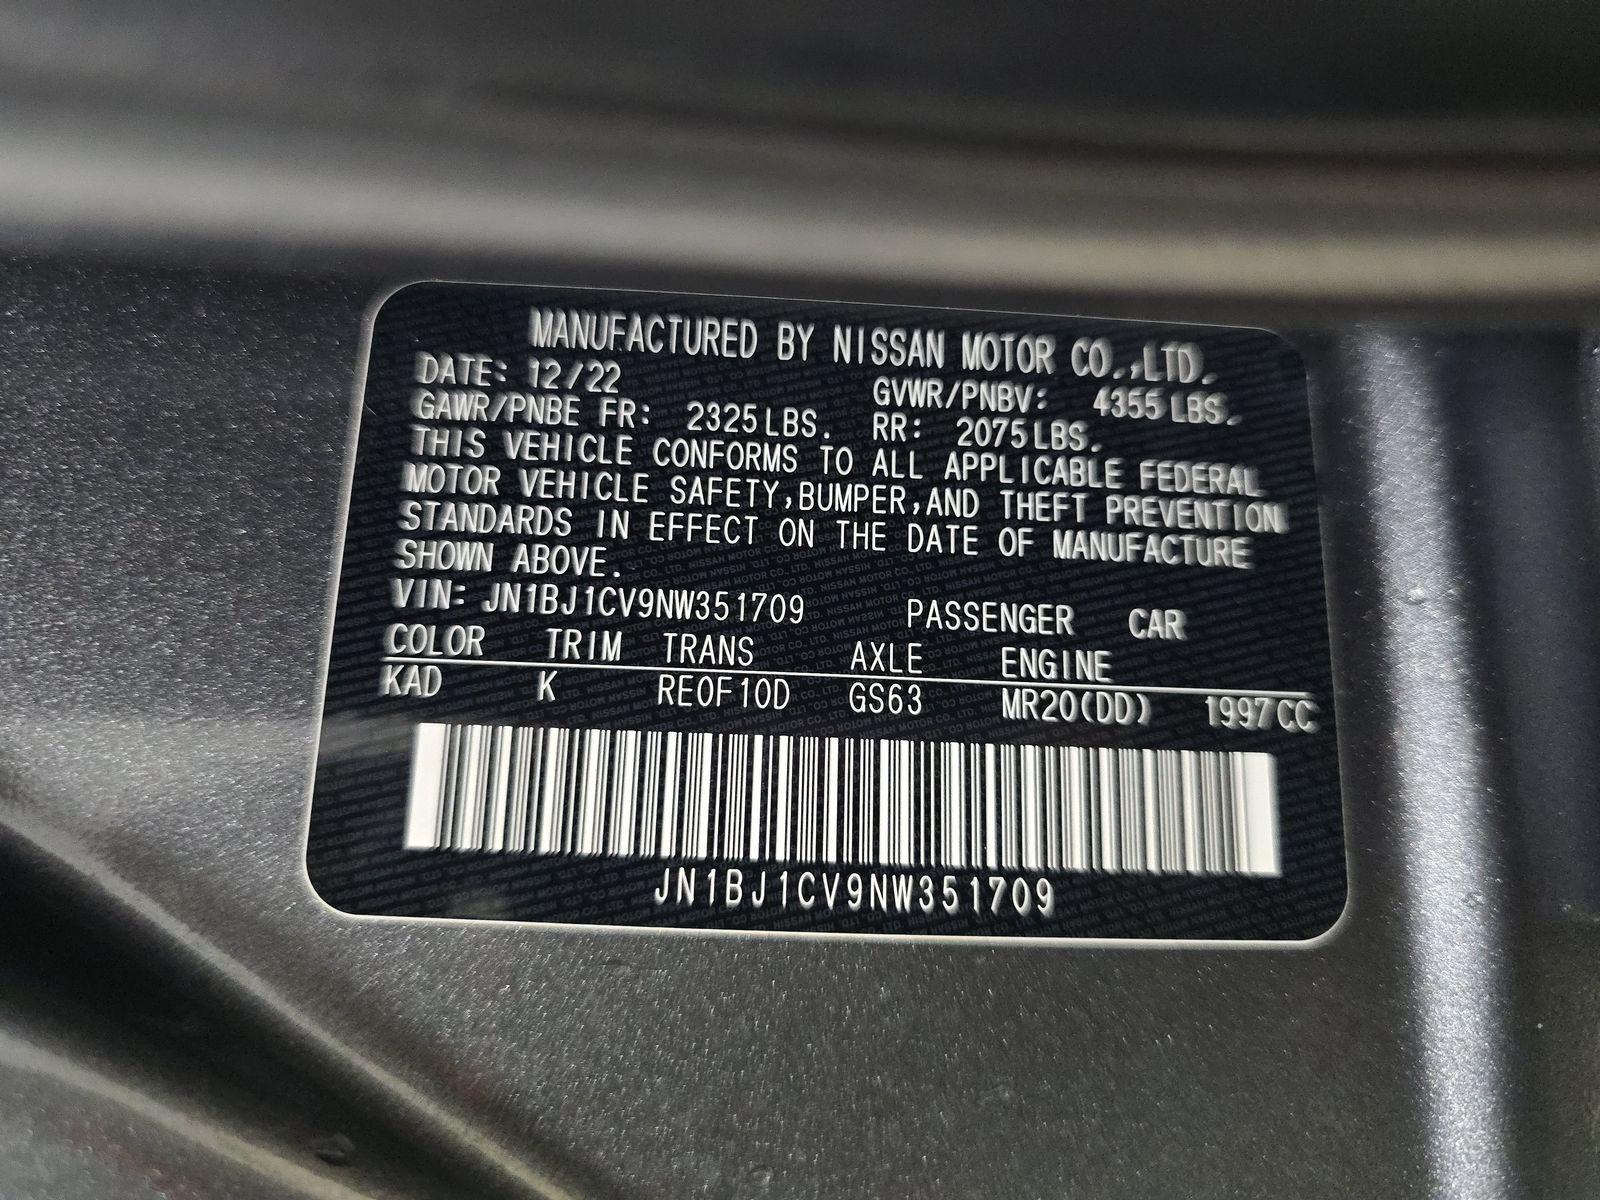 MANUFACTURED BY NISSAN MOTOR CO.,LTD.
DATE: 12/22 GVWR/PNBV: 4355 LBS.
GAWR/PNBE FR: 2325 LBS. RR: 2075 LBS.
THIS VEHICLE CONFORMS TO ALL APPLICABLE FEDERAL
MOTOR VEHICLE SAFETY,BUMPER,AND THEFT PREVENTION
STANDARDS IN EFFECT ON THE DATE OF MANUFACTURE
SHOWN ABOVE.
VIN: JN1BJ1CV9NW351709 PASSENGER CAR
COLOR TRIM TRANS AXLE ENGINE
KAD K RE0F10D GS63 MR20(DD) 1997CC
JN1BJ1CV9NW351709